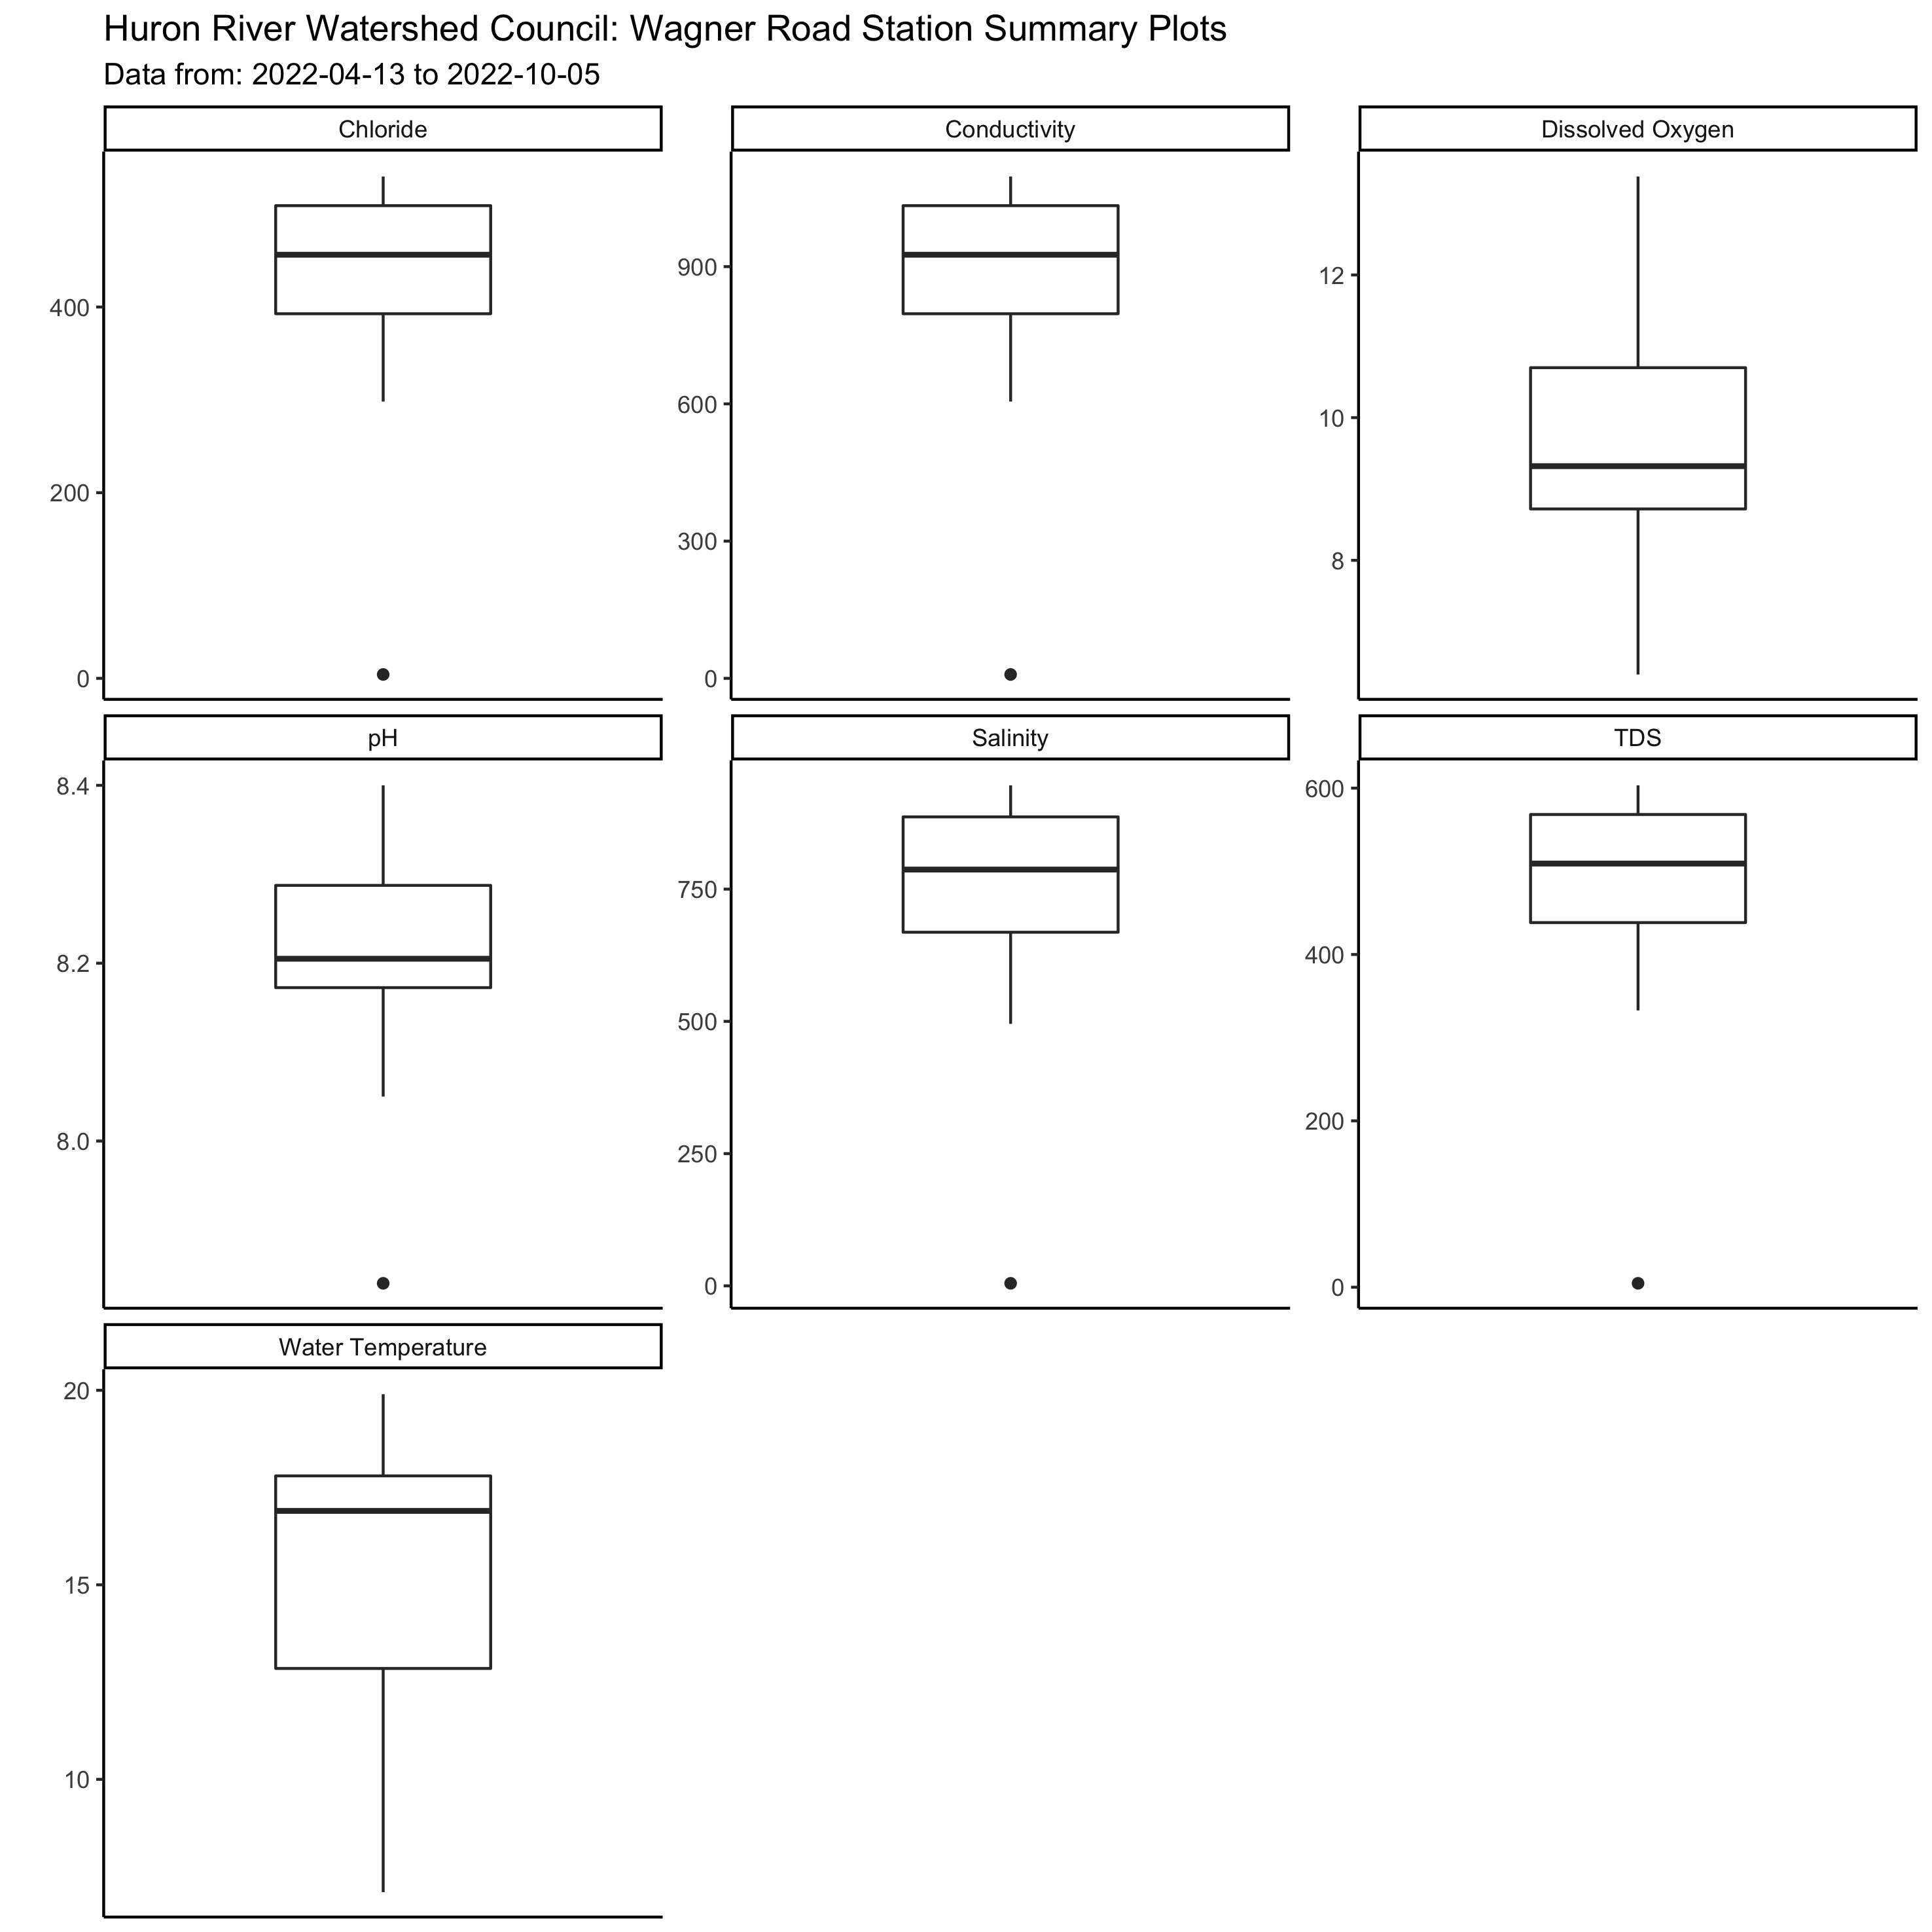 Huron River Watershed Council: Wagner Road Station Summary Plots
Data from: 2022-04-13 to 2022-10-05
Chloride
400
200
0
Conductivity
900
600
300
0
Dissolved Oxygen
12
10
8
pH
8.4
8.2
8.0
Salinity
750
500
250
0
TDS
600
400
200
0
Water Temperature
20
15
10